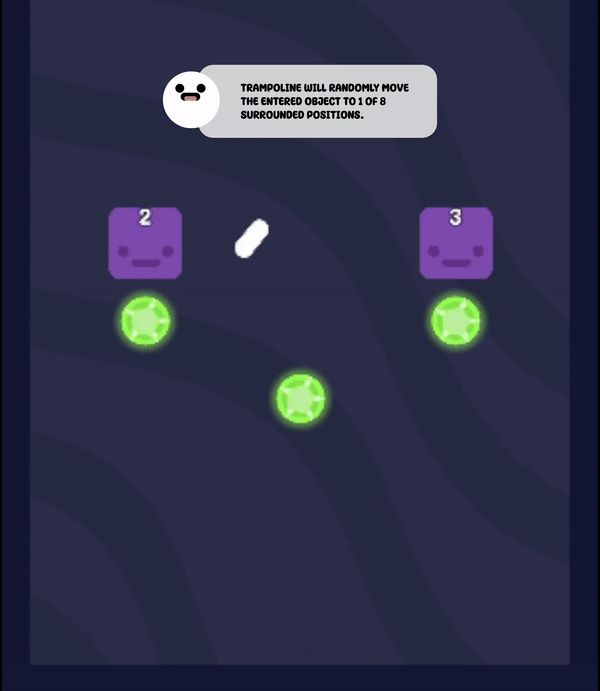 TRAMPOLINE WILL RANDOMLY MOVE
THE ENTERED OBJECT TO 1 OF 8
SURROUNDED POSITIONS.
2
3